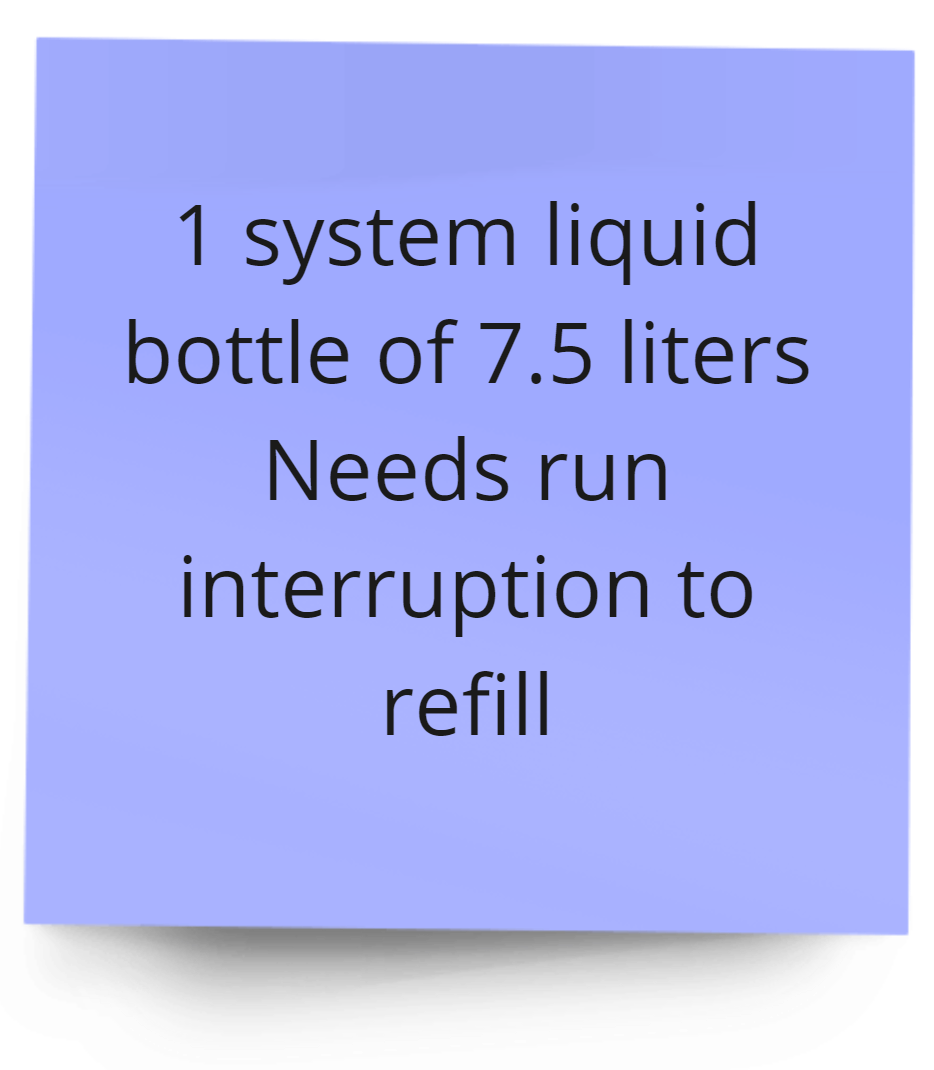 1 system liquid
bottle of 7.5 liters
Needs run
interruption to
refill